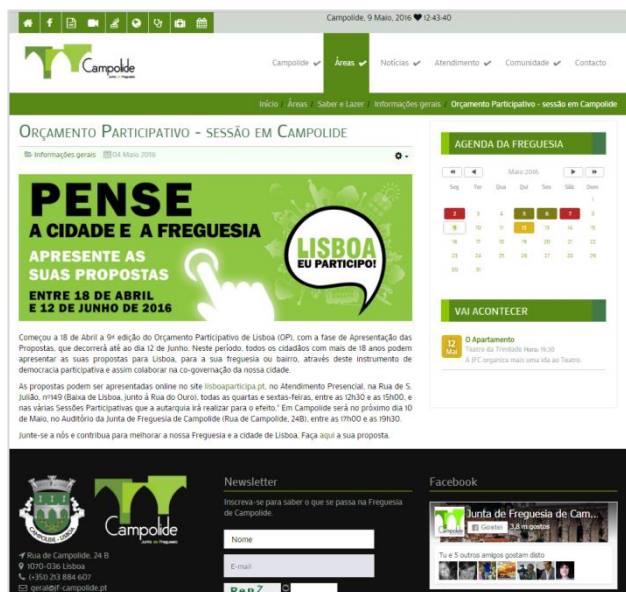 Campolide, 9 Maio, 2016 12:43:40
Campolide
Junta de Freguesia
Campolide Áreas Notícias Atendimento Comunidade Contacto
Início / Áreas / Saber e Lazer / Informações gerais / Orçamento Participativo - sessão em Campolide
Orçamento Participativo - sessão em Campolide
Informações gerais 04 Maio 2016
PENSE
A CIDADE E A FREGUESIA
APRESENTE AS
SUAS PROPOSTAS
ENTRE 18 DE ABRIL
E 12 DE JUNHO DE 2016
LISBOA
EU PARTICIPO!
Começou a 18 de Abril a 9ª edição do Orçamento Participativo de Lisboa (OP), com a fase de Apresentação das
Propostas, que decorrerá até ao dia 12 de Junho. Neste período, todos os cidadãos com mais de 18 anos podem
apresentar as suas propostas para Lisboa, para a sua freguesia ou bairro, através deste instrumento de
democracia participativa e assim colaborar na co-governação da nossa cidade.
As propostas podem ser apresentadas online no site lisboaparticipa.pt, no Atendimento Presencial, na Rua de S.
Julião, nº149 (Baixa de Lisboa, junto à Rua do Ouro), todas as quartas e sextas-feiras, entre as 12h30 e as 15h00, e
nas várias Sessões Participativas que a autarquia irá realizar para o efeito." Em Campolide será no próximo dia 10
de Maio, no Auditório da Junta de Freguesia de Campolide (Rua de Campolide, 24B), entre as 17h00 e as 19h30.
Junte-se a nós e contribua para melhorar a nossa Freguesia e a cidade de Lisboa. Faça aqui a sua proposta.
AGENDA DA FREGUESIA
Maio 2016
Seg Ter Qua Qui Sex Sáb Dom
1
2 3 4 5 6 7 8
9 10 11 12 13 14 15
16 17 18 19 20 21 22
23 24 25 26 27 28 29
30 31
VAI ACONTECER
12
Mai
O Apartamento
Teatro da Trindade Hora: 19:30
A JFC organiza mais uma ida ao Teatro.
CAMPOLIDE - LISBOA
Campolide
Junta de Freguesia
Rua de Campolide, 24 B
1070-036 Lisboa
(+351) 213 884 607
geral@jf-campolide.pt
Newsletter
Inscreva-se para saber o que se passa na Freguesia
de Campolide.
Nome
E-mail
Facebook
Junta de Freguesia de Cam...
Gosto 3,8 m gostos
Tu e 5 outros amigos gostam disto